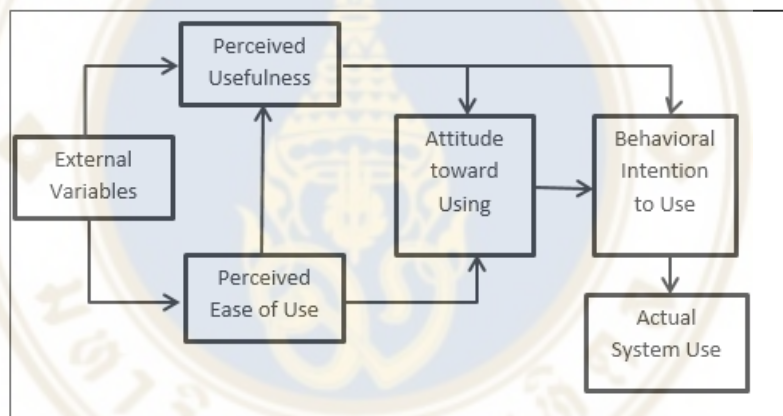 Perceived
Usefulness
External
Variables
Attitude
toward
Using
Behavioral
Intention
to Use
Perceived
Ease of Use
Actual
System Use